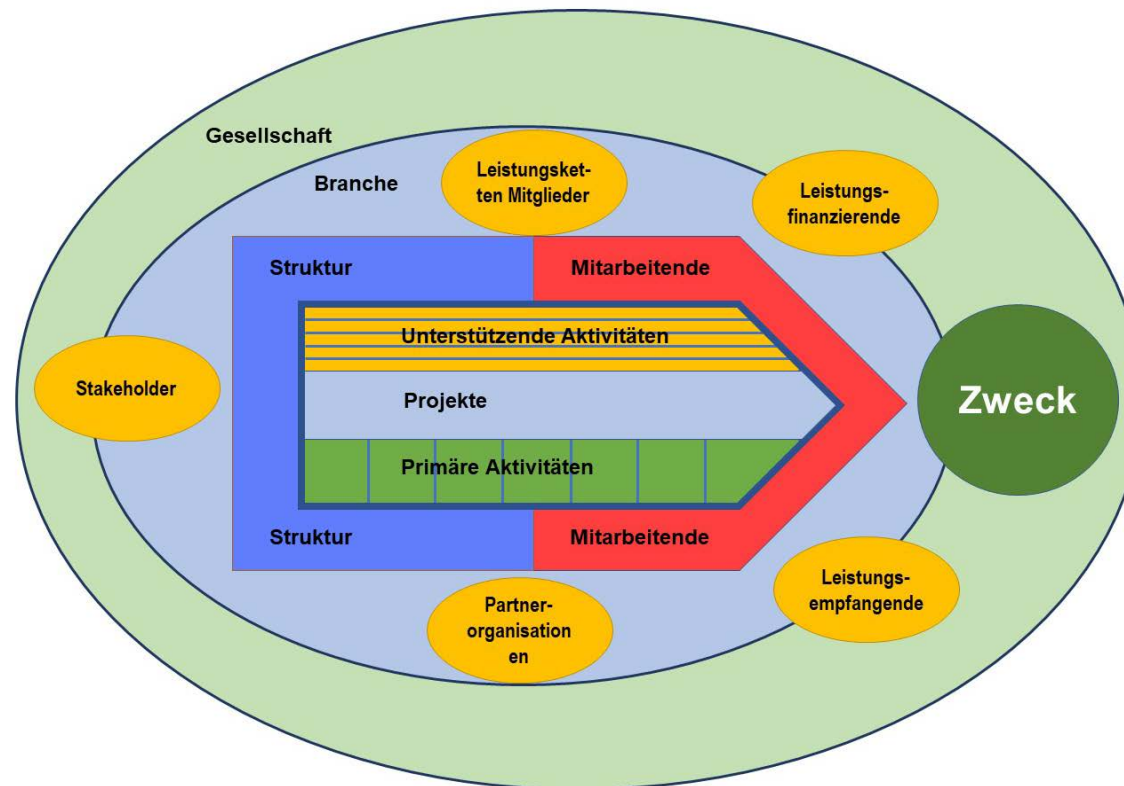 Gesellschaft
Branche
Leistungsket-
ten Mitglieder
Leistungs-
finanzierende
Struktur
Mitarbeitende
Unterstützende Aktivitäten
Stakeholder
Projekte
Zweck
Primäre Aktivitäten
Struktur
Mitarbeitende
Leistungs-
empfangende
Partner-
organisation
en